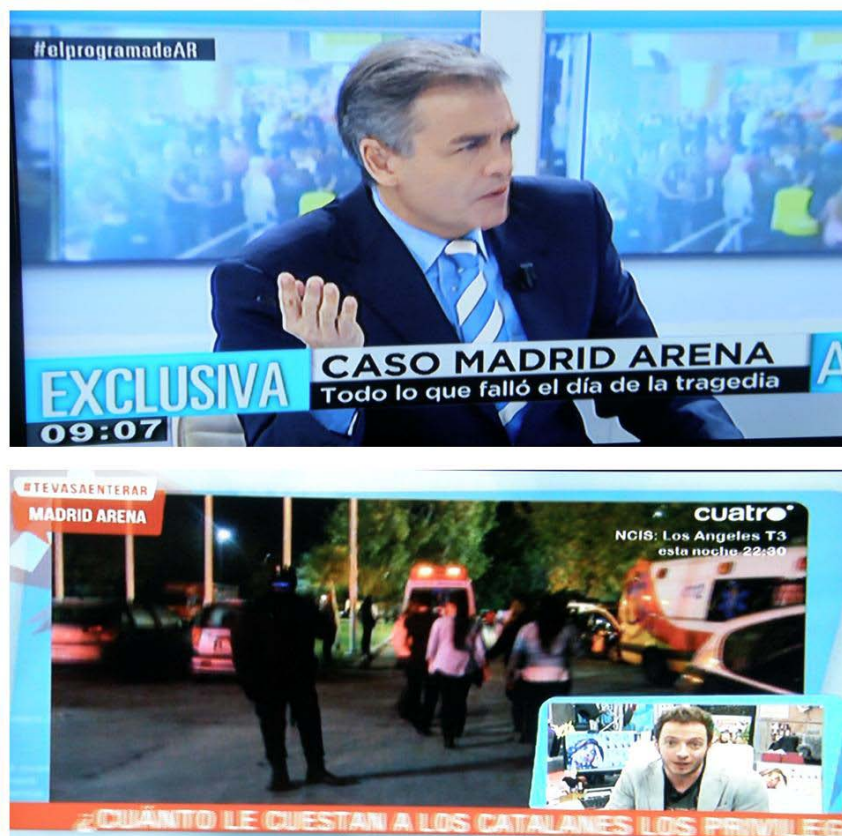 #elprogramadeAR
CASO MADRID ARENA
EXCLUSIVA
Todo lo que falló el día de la tragedia
A
09:07
#TEVASAENTERAR
MADRID ARENA
cuatro
NCIS: Los Angeles T3
esta noche 22:30
¿CUÁNTO LE CUESTAN A LOS CATALANES LOS PRIVILEG